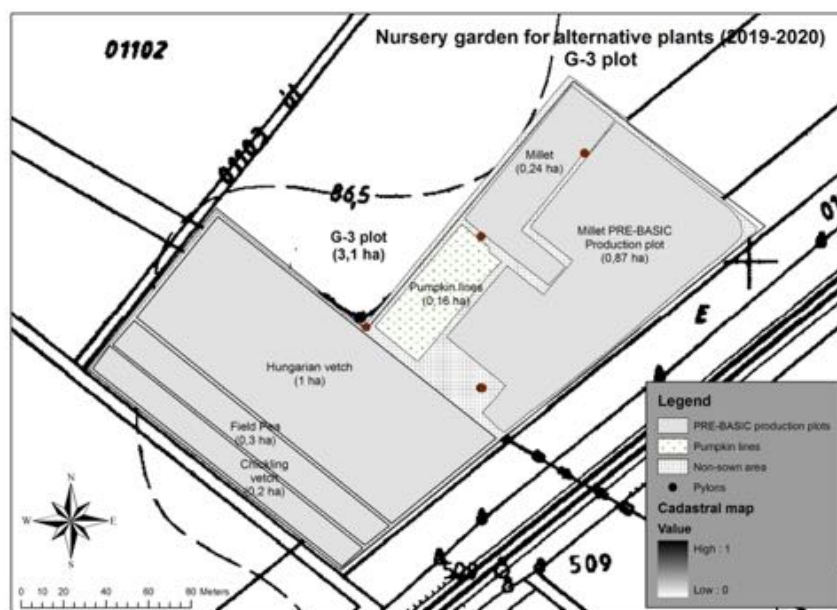 Nursery garden for alternative plants (2019-2020)
G-3 plot
01102
01103
86,5
Millet
(0,24 ha)
G-3 plot
(3,1 ha)
Millet PRE-BASIC
Production plot
(0,87 ha)
Pumpkin lines
(0,16 ha)
E
Hungarian vetch
(1 ha)
Field Pea
(0,3 ha)
Chickling
vetch
(0,2 ha)
Legend
PRE-BASIC production plots
Pumpkin lines
Non-sown area
Pylons
Cadastral map
Value
High : 1
Low : 0
N
W
E
S
509
0 10 20 40 60 80 Meters